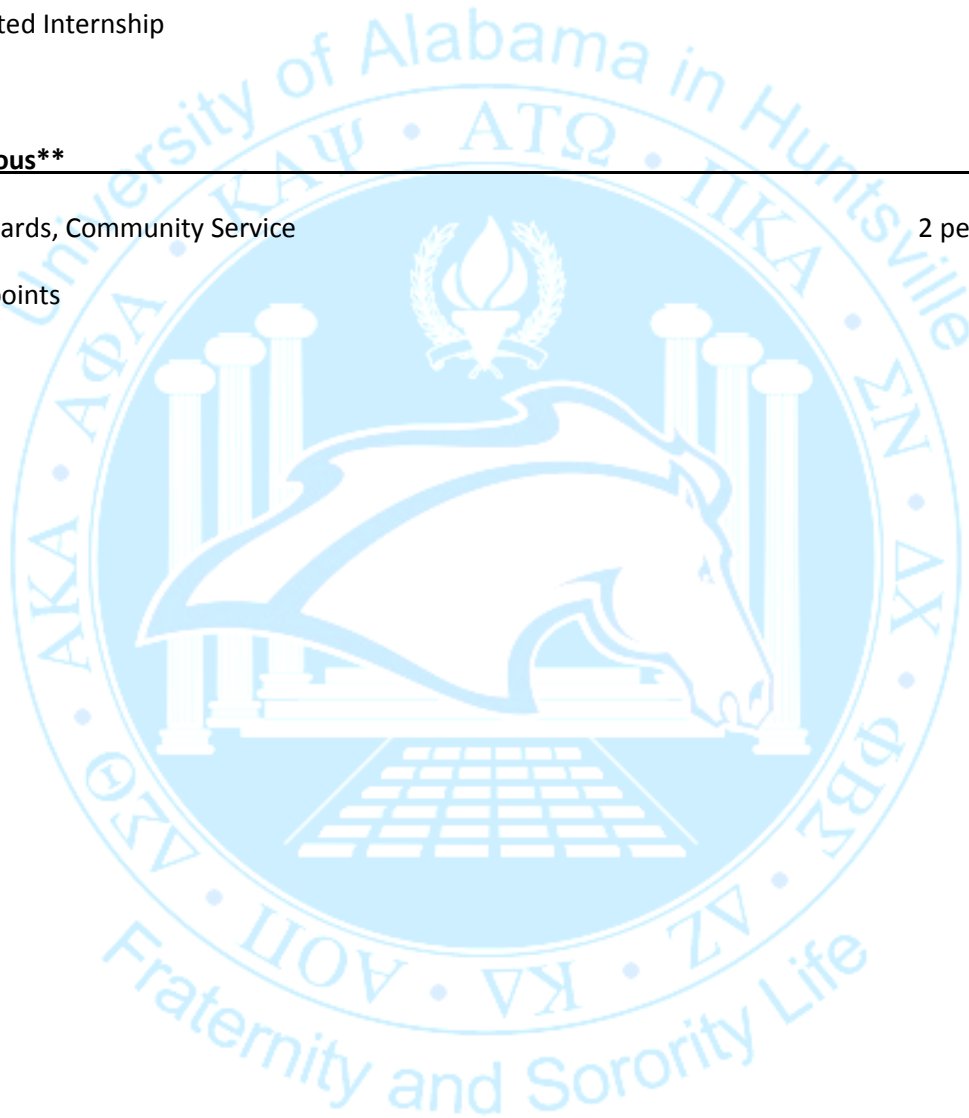 ted Internship
ous**
ards, Community Service 2 pe
points
University of Alabama in Huntsville
ΑΚΑ • ΑΦΑ • ΚΑΨ • ΑΤΩ • ΠΚΑ • ΣΝ • ΔΧ • ΦΒΣ • ΔΖ • ΚΔ • ΑΟΠ • ΔΣΘ
Fraternity and Sorority Life